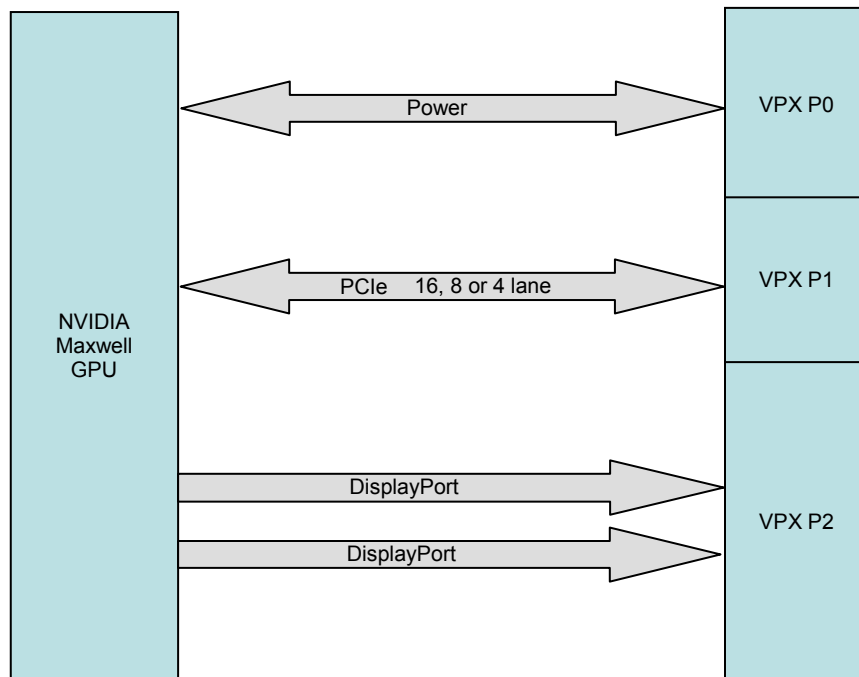 NVIDIA
Maxwell
GPU
Power
VPX P0
PCIe 16, 8 or 4 lane
VPX P1
DisplayPort
DisplayPort
VPX P2